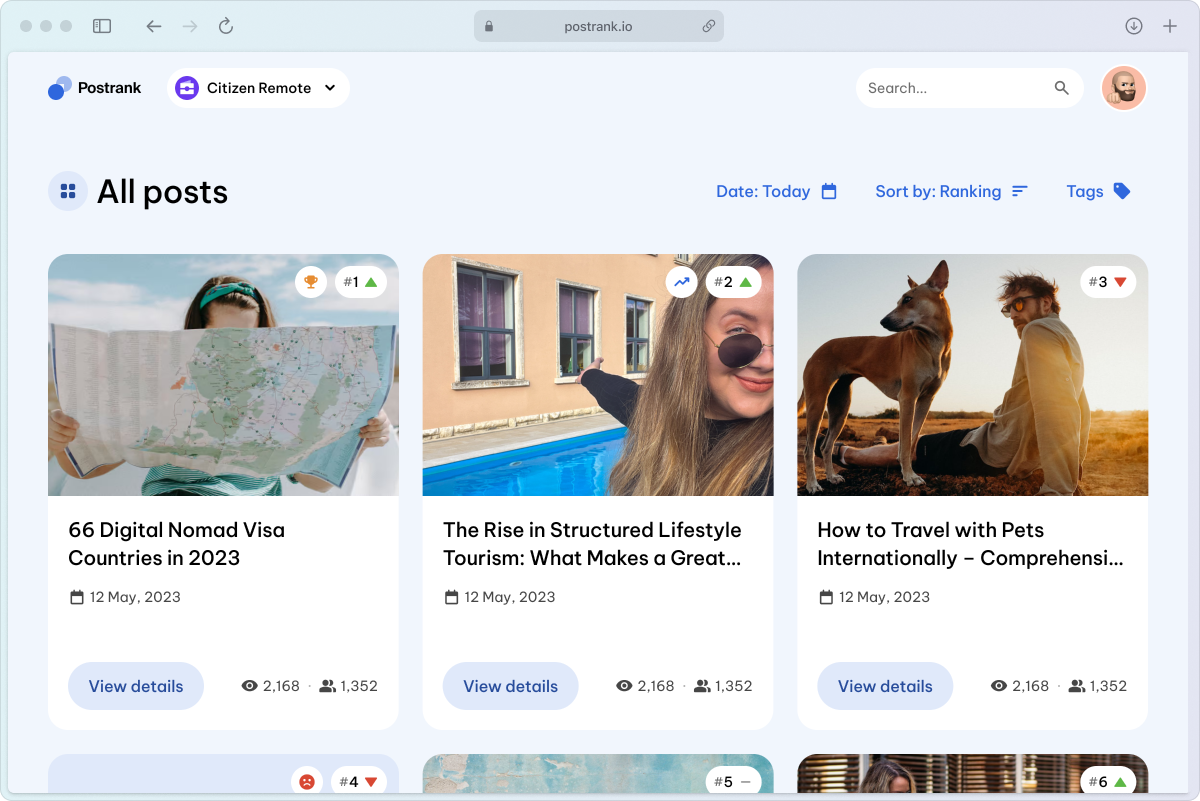 postrank.io
Postrank
Citizen Remote
Search...
All posts
Date: Today
Sort by: Ranking
Tags
#1
#2
#3
66 Digital Nomad Visa
Countries in 2023
12 May, 2023
View details
2,168 · 1,352
The Rise in Structured Lifestyle
Tourism: What Makes a Great...
12 May, 2023
View details
2,168 · 1,352
How to Travel with Pets
Internationally – Comprehensi...
12 May, 2023
View details
2,168 · 1,352
#4
#5
#6